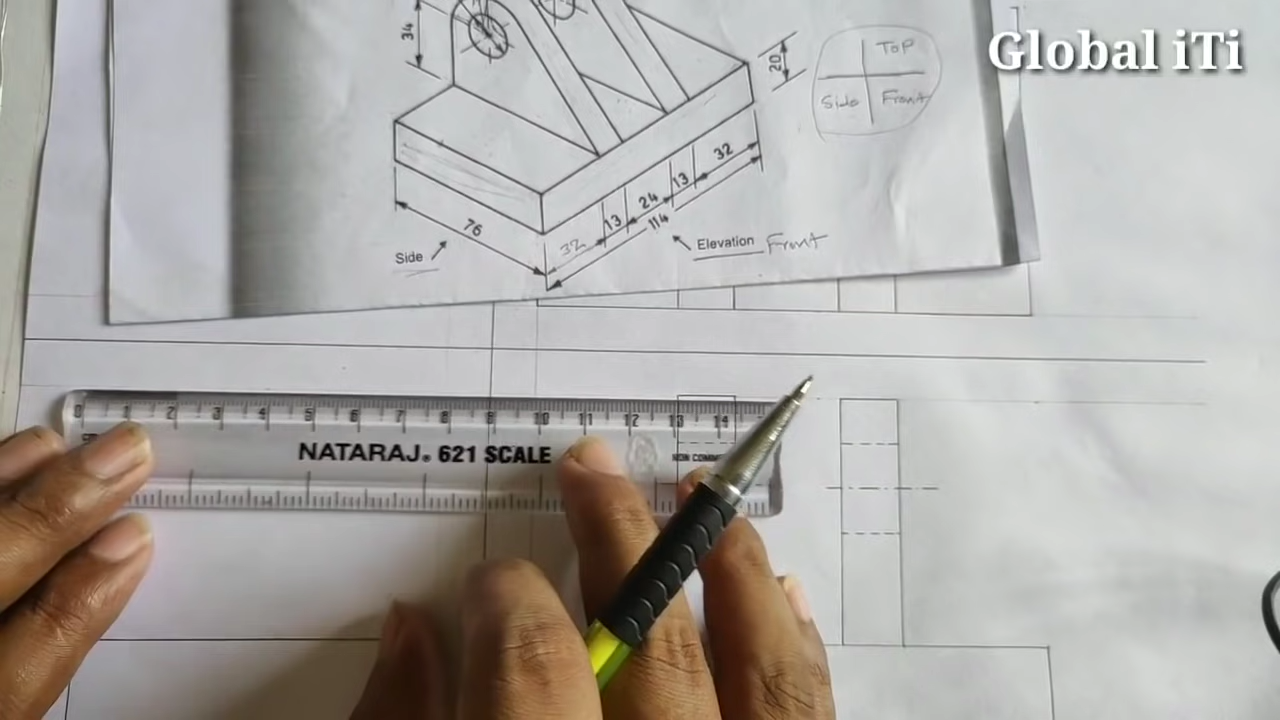 Global iTi
34
20
Top
Side Front
32
13
24
13
32
114
76
Side
Elevation Front
0 1 2 3 4 5 6 7 8 9 10 11 12 13 14
NATARAJ. 621 SCALE